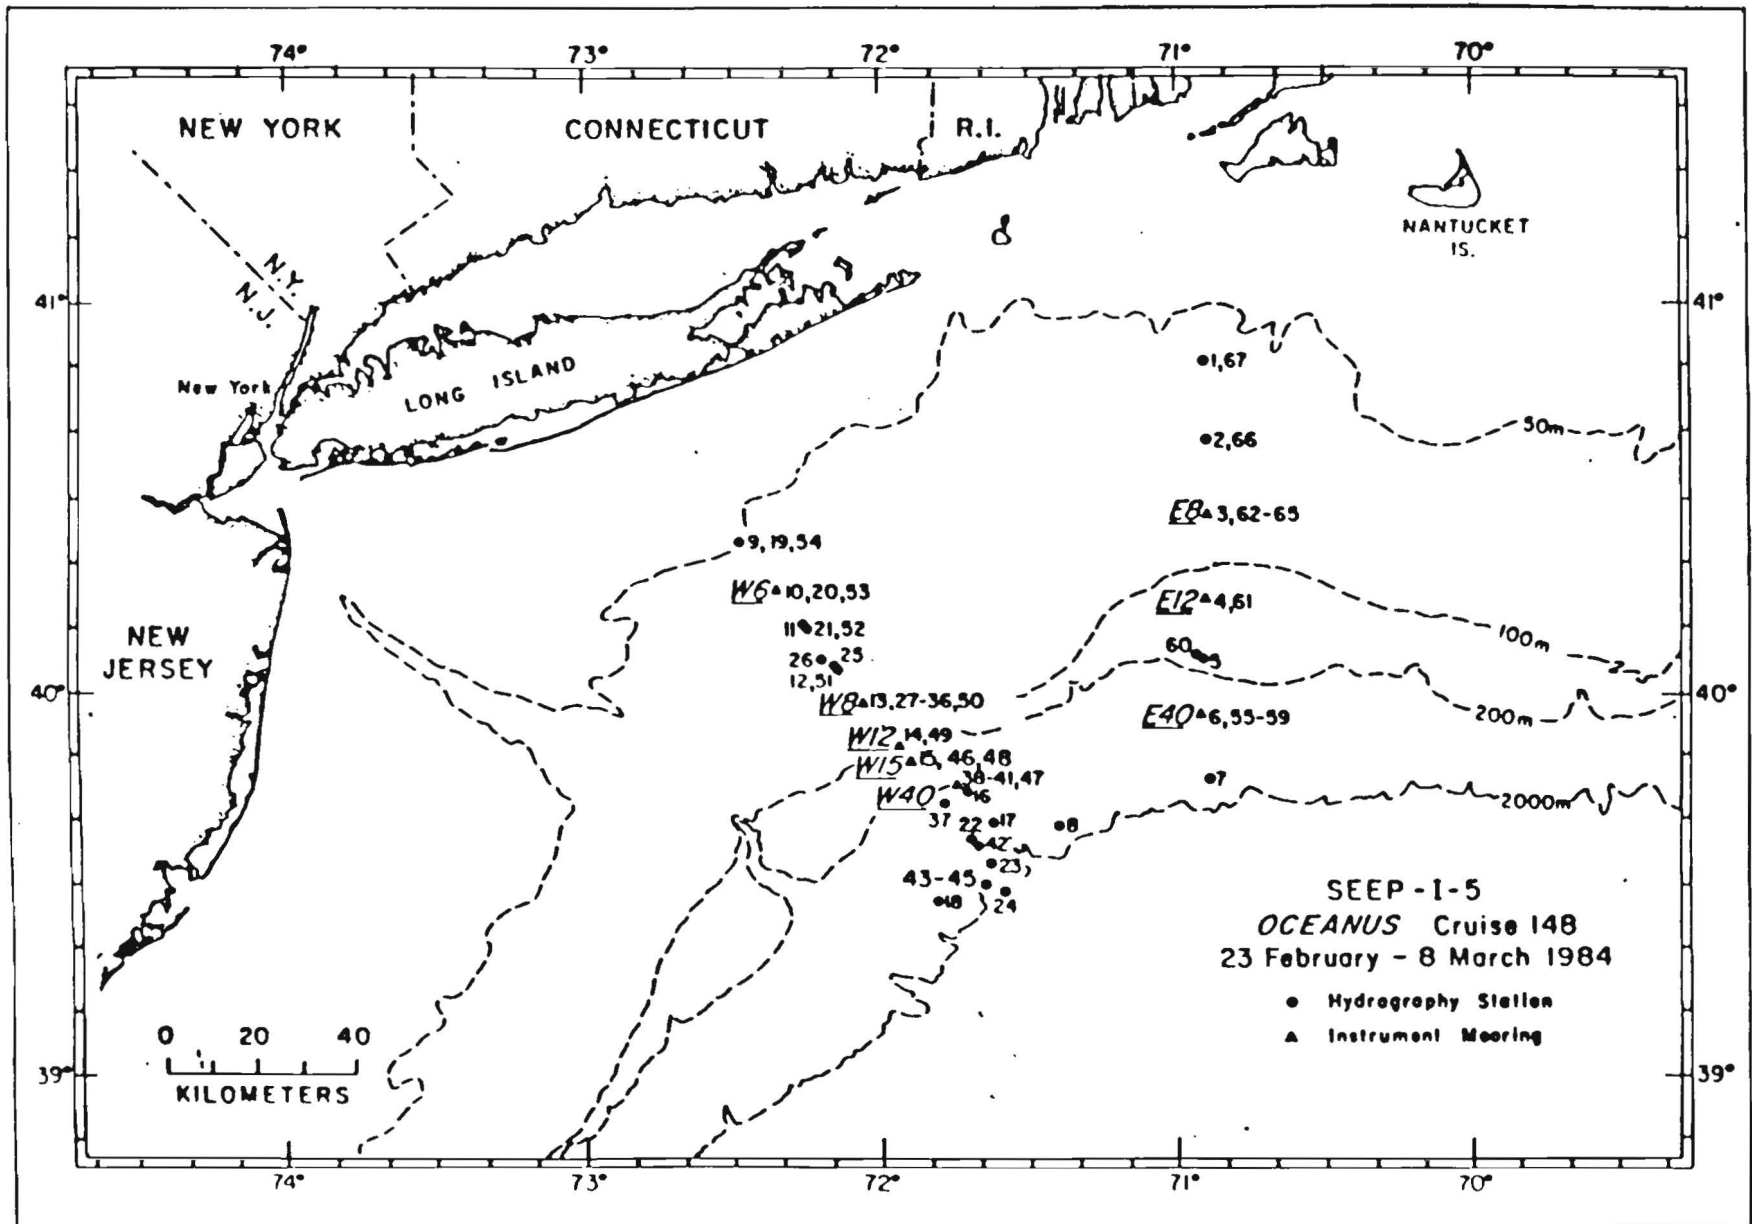 74° 73° 72° 71° 70°
NEW YORK
CONNECTICUT
R.I.
NANTUCKET
IS.
N.Y.
N.J.
41° 41°
New York
LONG ISLAND
1,67
50m
2,66
E8 3,62-65
9,19,54
W6 10,20,53
E12 4,61
11 21,52
100m
NEW
JERSEY
60 5
26 25
12,51
40° 40°
W8 13,27-36,50
E40 6,55-59
200m
W12 14,49
W15 15, 46,48
38-41,47
7
W40 16
2000m
37 22 17
8
42
23,
43-45
18 24
SEEP-I-5
OCEANUS Cruise 148
23 February - 8 March 1984
Hydrography Station
Instrument Mooring
0 20 40
KILOMETERS
39° 39°
74° 73° 72° 71° 70°